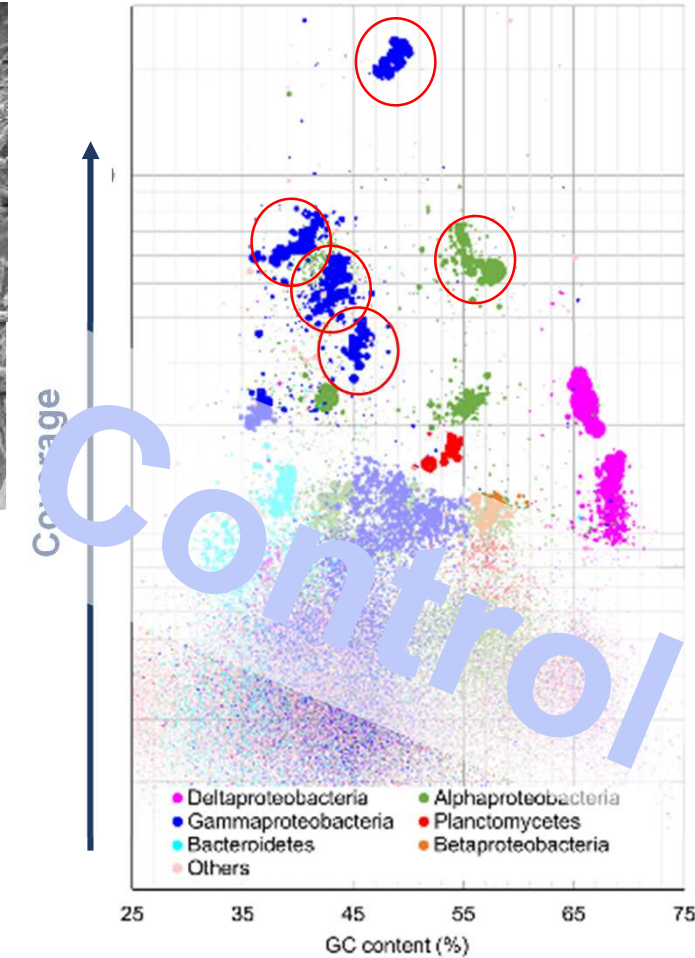 Coverage
Control
Deltaproteobacteria
Alphaproteobacteria
Gammaproteobacteria
Planctomycetes
Bacteroidetes
Betaproteobacteria
Others
25 35 45 55 65 75
GC content (%)